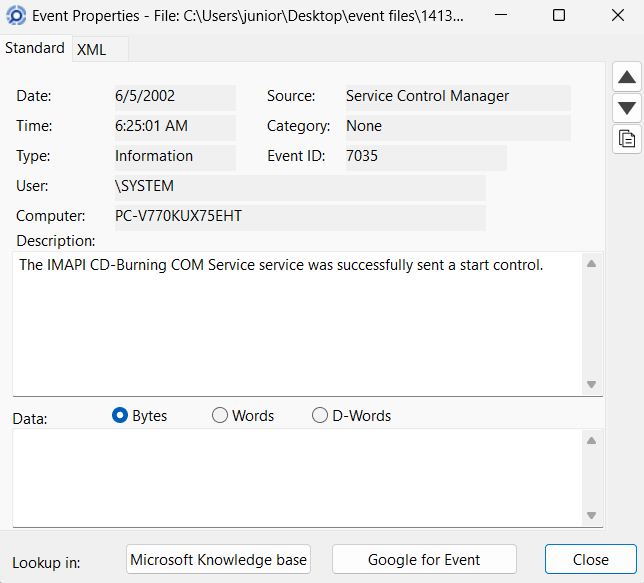 Event Properties - File: C:\Users\junior\Desktop\event files\1413...
Standard XML
Date: 6/5/2002 Source: Service Control Manager
Time: 6:25:01 AM Category: None
Type: Information Event ID: 7035
User: \SYSTEM
Computer: PC-V770KUX75EHT
Description:
The IMAPI CD-Burning COM Service service was successfully sent a start control.
Data: Bytes Words D-Words
Lookup in: Microsoft Knowledge base Google for Event Close